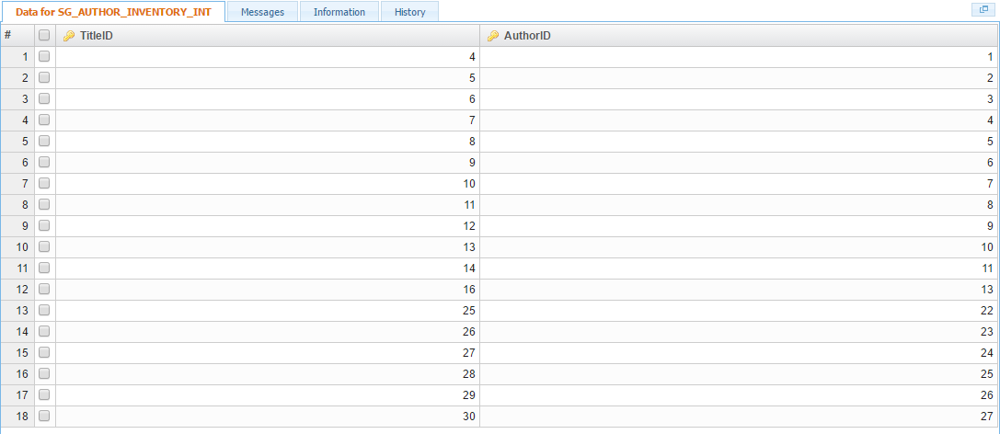 Data for SG_AUTHOR_INVENTORY_INT Messages Information History
# TitleID AuthorID
1 4 1
2 5 2
3 6 3
4 7 4
5 8 5
6 9 6
7 10 7
8 11 8
9 12 9
10 13 10
11 14 11
12 16 13
13 25 22
14 26 23
15 27 24
16 28 25
17 29 26
18 30 27